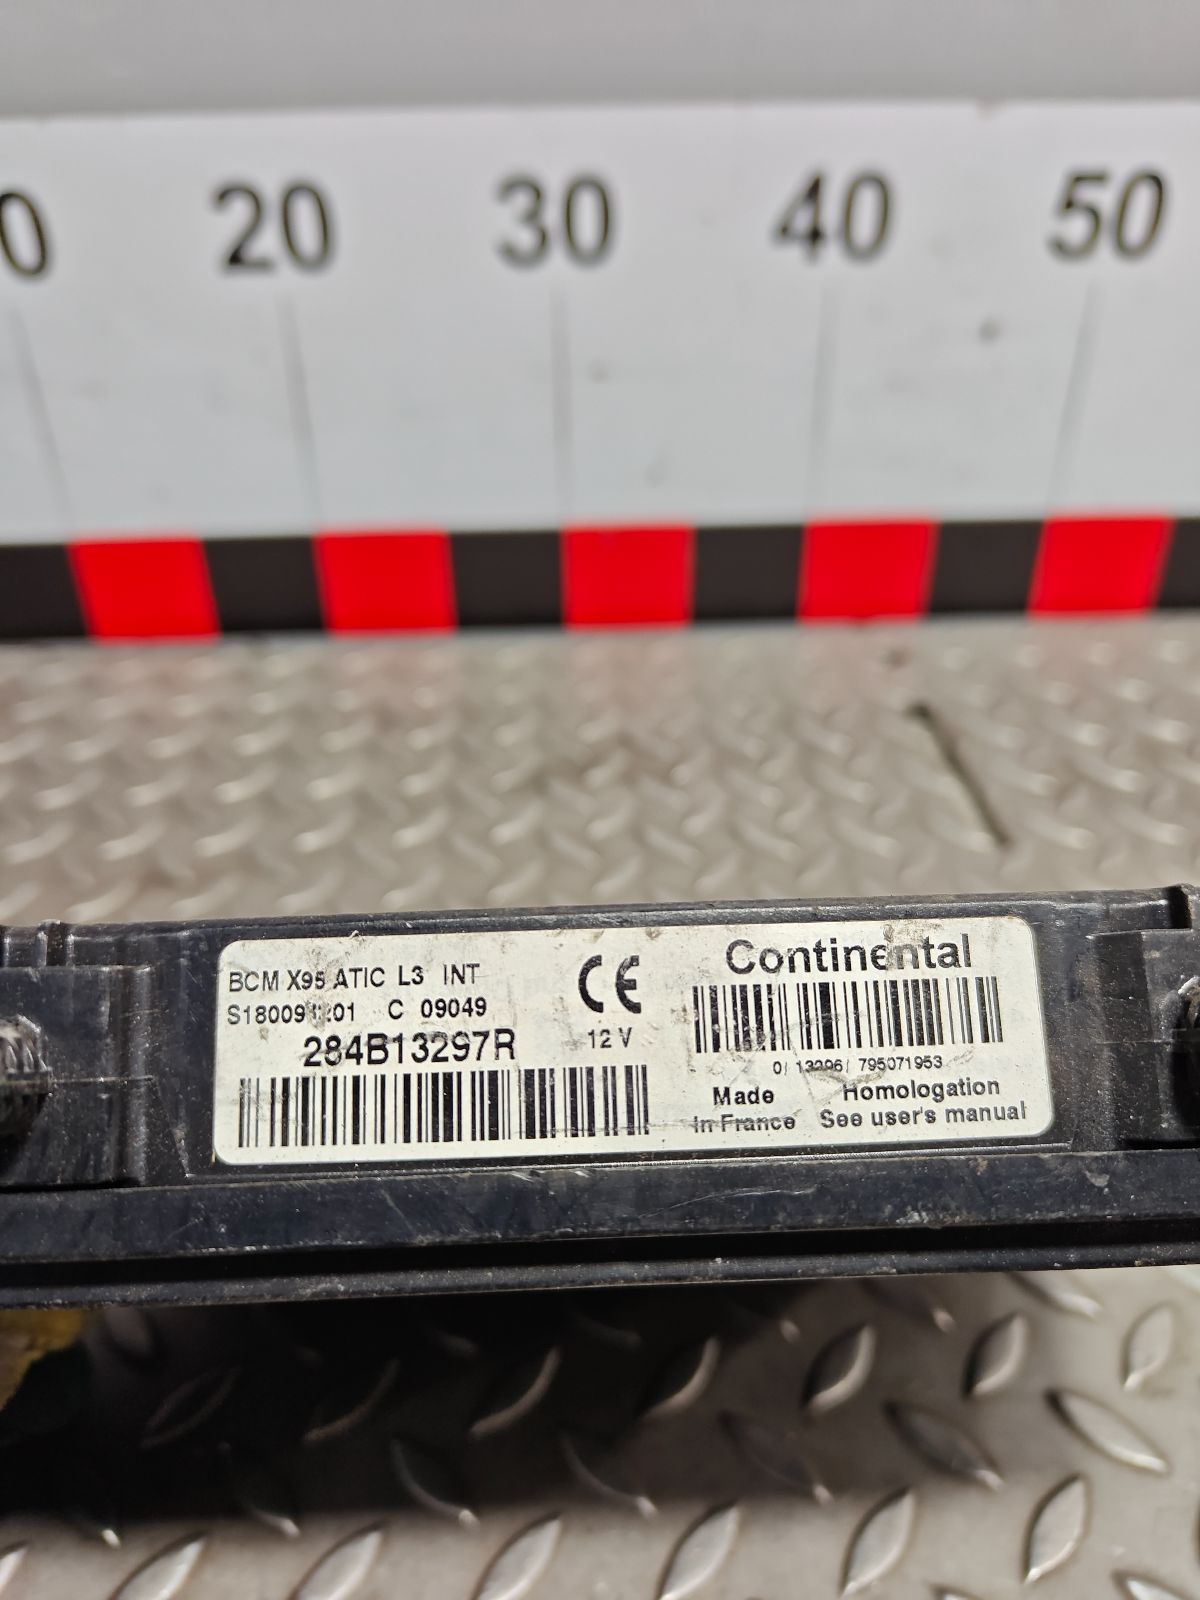 20
30
40
50
BCM X95 ATIC L3 INT
C 09049
284B13297R
CE
12 V
Continental
795071953
Made
In France
Homologation
See user's manual